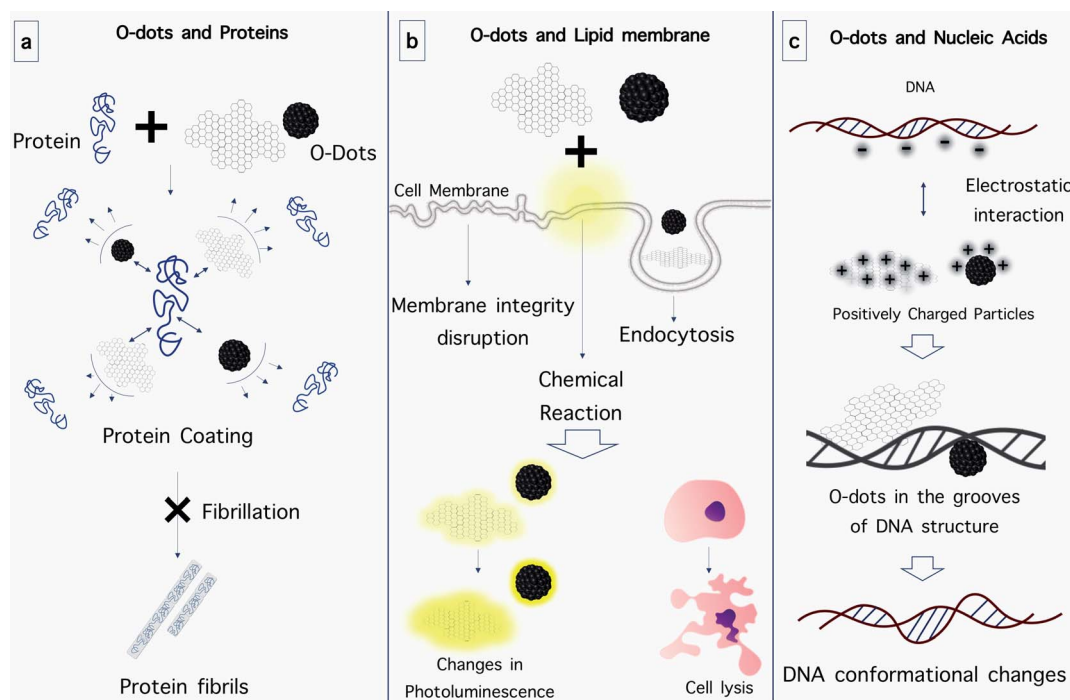 a
O-dots and Proteins
Protein
O-Dots
Protein Coating
Fibrillation
Protein fibrils
b
O-dots and Lipid membrane
Cell Membrane
Membrane integrity
disruption
Endocytosis
Chemical
Reaction
Changes in
Photoluminescence
Cell lysis
c
O-dots and Nucleic Acids
DNA
Electrostatic
interaction
Positively Charged Particles
O-dots in the grooves
of DNA structure
DNA conformational changes